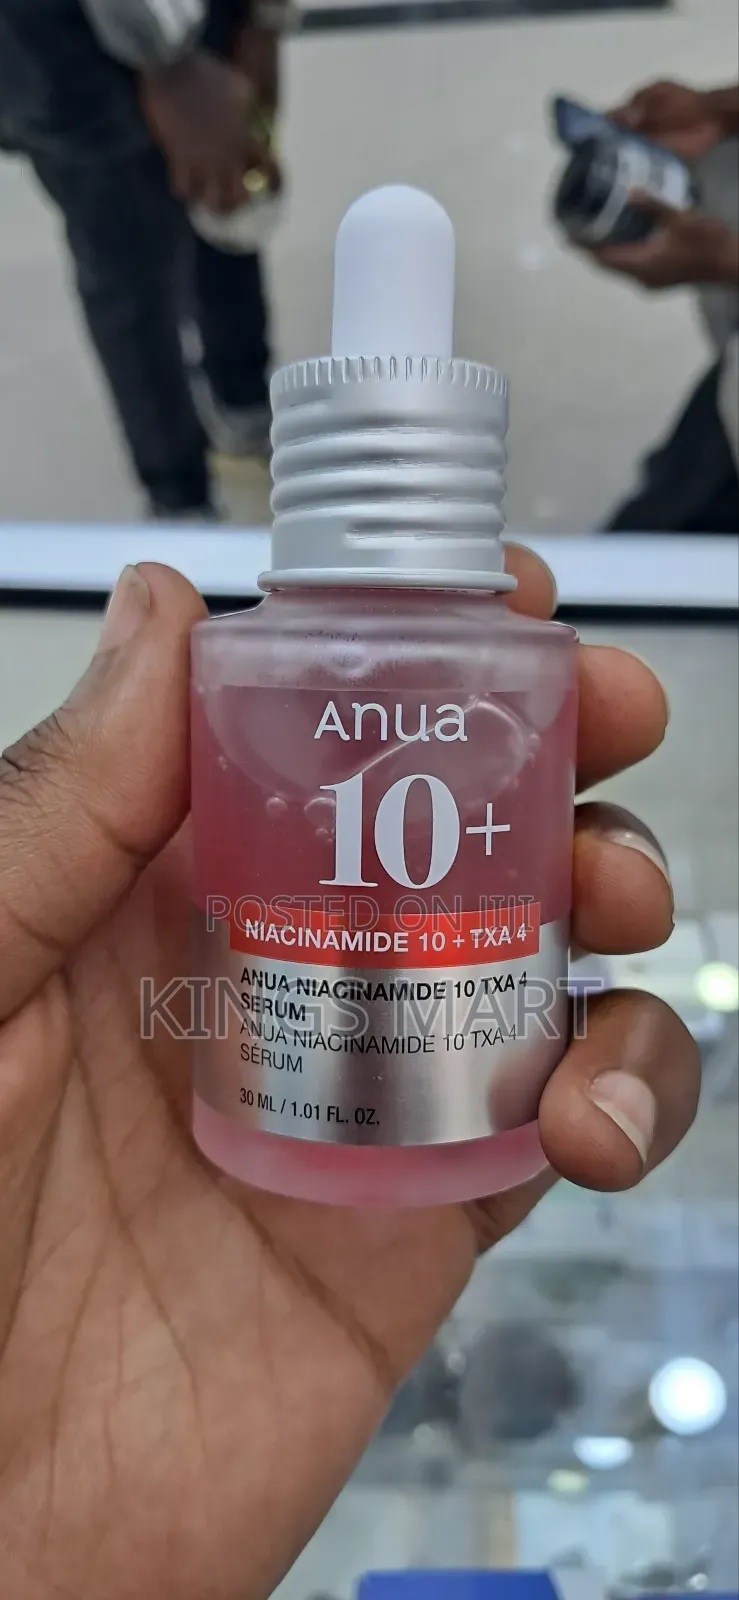 Anua
10+
POSTED ON JIJI
NIACINAMIDE 10 + TXA 4
ANUA NIACINAMIDE 10 TXA 4
SERUM
KINGS MART
ANUA NIACINAMIDE 10 TXA 4
SÉRUM
30 ML / 1.01 FL. OZ.